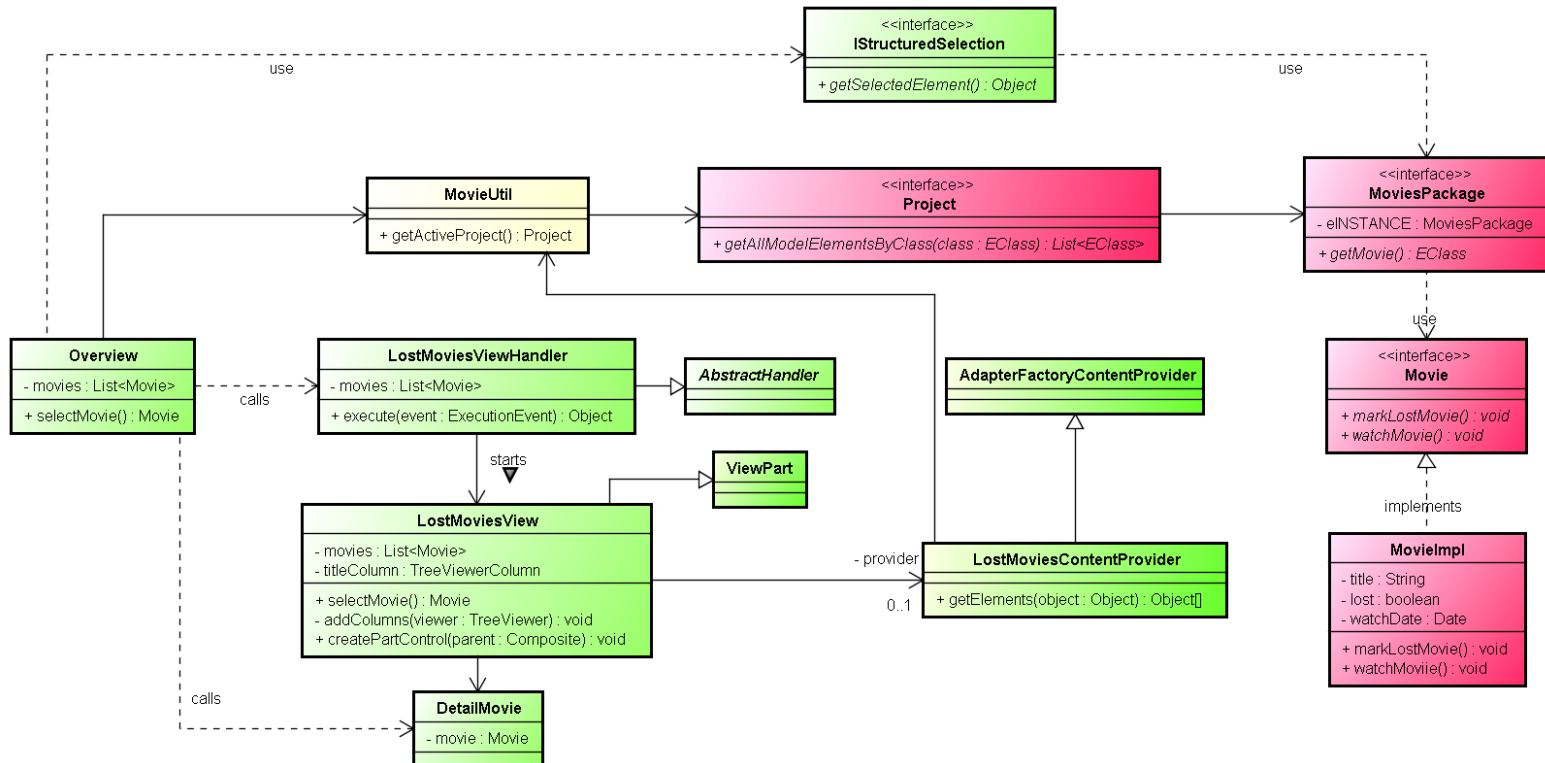 <<interface>>
IStructuredSelection
+ getSelectedElement() : Object
use
use
MovieUtil
+ getActiveProject() : Project
<<interface>>
Project
+ getAllModelElementsByClass(class : EClass) : List<EClass>
<<interface>>
MoviesPackage
- eINSTANCE : MoviesPackage
+ getMovie() : EClass
use
Overview
- movies : List<Movie>
+ selectMovie() : Movie
calls
LostMoviesViewHandler
- movies : List<Movie>
+ execute(event : ExecutionEvent) : Object
AbstractHandler
AdapterFactoryContentProvider
<<interface>>
Movie
+ markLostMovie() : void
+ watchMovie() : void
starts
ViewPart
implements
LostMoviesView
- movies : List<Movie>
- titleColumn : TreeViewerColumn
+ selectMovie() : Movie
- addColumns(viewer : TreeViewer) : void
+ createPartControl(parent : Composite) : void
- provider
0..1
LostMoviesContentProvider
+ getElements(object : Object) : Object[]
MovieImpl
- title : String
- lost : boolean
- watchDate : Date
+ markLostMovie() : void
+ watchMoviie() : void
calls
DetailMovie
- movie : Movie